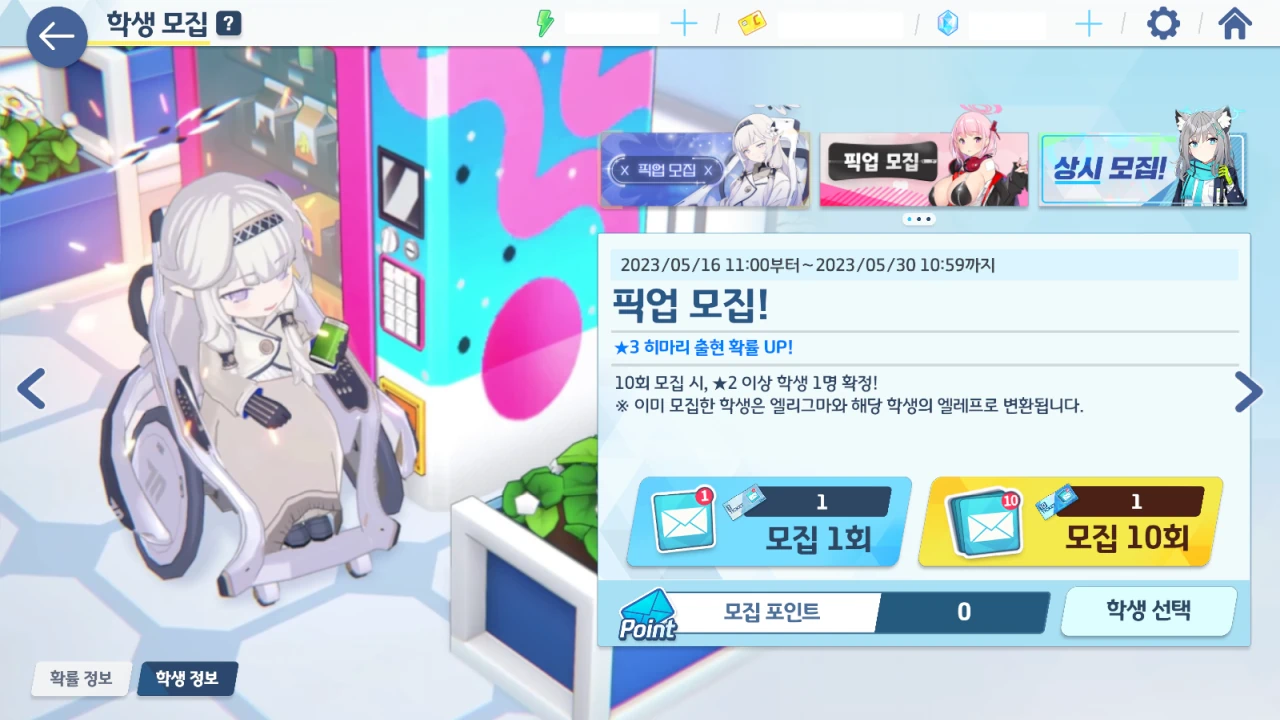 학생 모집 ?
픽업 모집
픽업 모집
상시 모집!
2023/05/16 11:00부터~2023/05/30 10:59까지
픽업 모집!
★3 히마리 출현 확률 UP!
10회 모집 시, ★2 이상 학생 1명 확정!
※ 이미 모집한 학생은 엘리그마와 해당 학생의 엘레프로 변환됩니다.
1 1
모집 1회
10 1
모집 10회
Point 모집 포인트 0
학생 선택
확률 정보
학생 정보